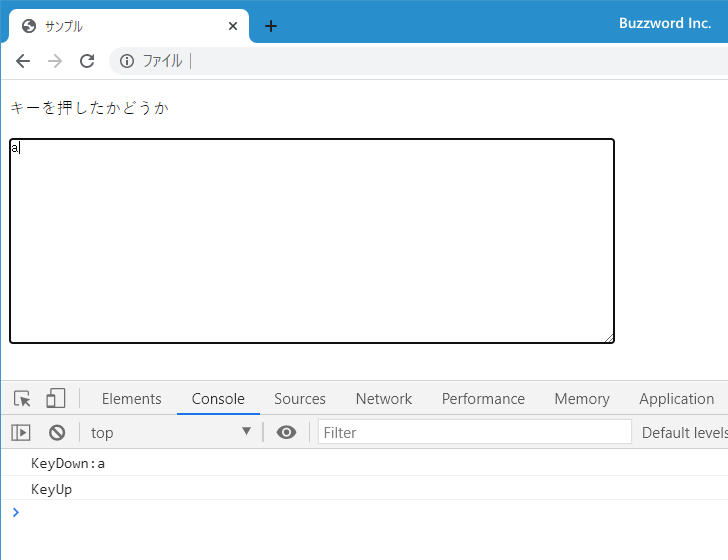 サンプル
Buzzword Inc.
ファイル
キーを押したかどうか
a
Elements Console Sources Network Performance Memory Application
top Filter Default levels
KeyDown:a
KeyUp